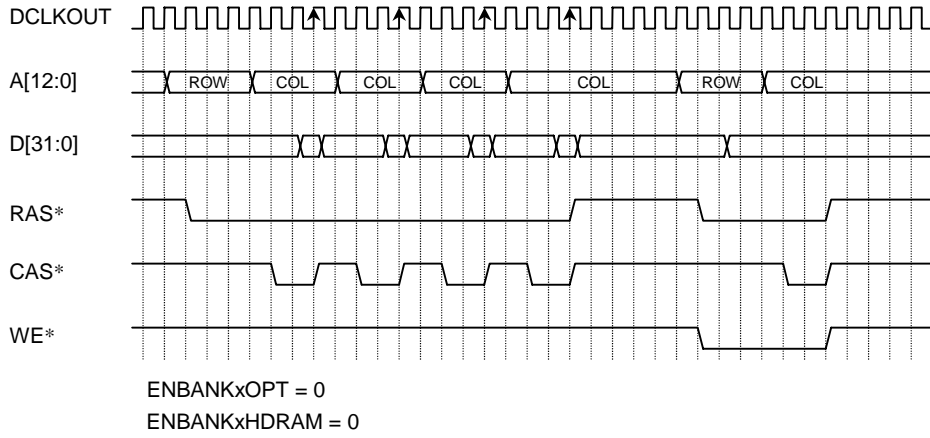 DCLKOUT
A[12:0]
ROW COL COL COL COL ROW COL
D[31:0]
RAS*
CAS*
WE*
ENBANKxOPT = 0
ENBANKxHDRAM = 0